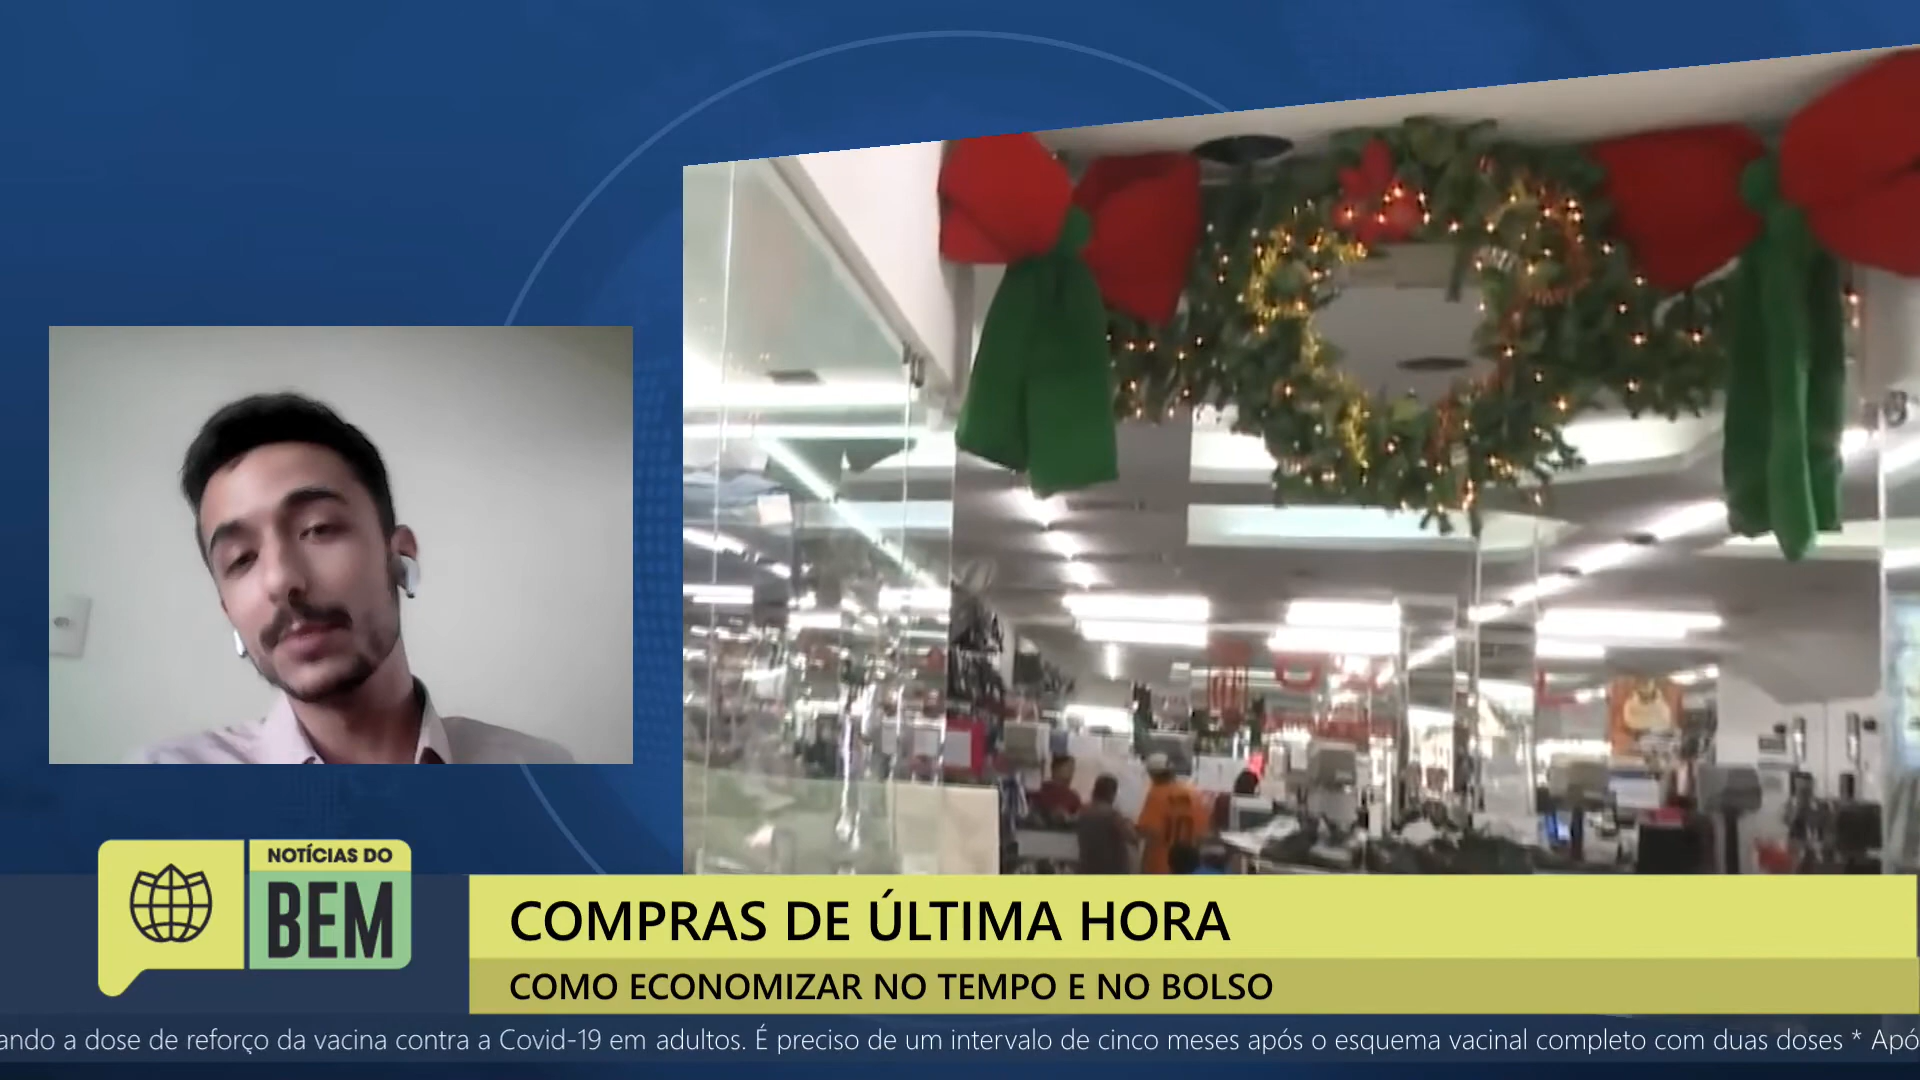 NOTÍCIAS DO
BEM
COMPRAS DE ÚLTIMA HORA
COMO ECONOMIZAR NO TEMPO E NO BOLSO
ando a dose de reforço da vacina contra a Covid-19 em adultos. É preciso de um intervalo de cinco meses após o esquema vacinal completo com duas doses * Apó